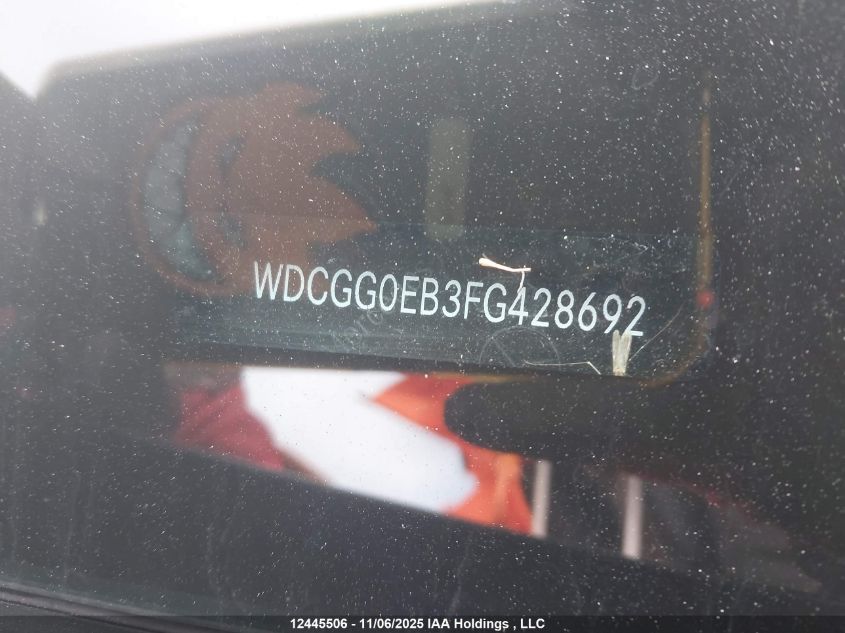 WDCGG0EB3FG428692
12445506 - 11/06/2025 IAA Holdings , LLC